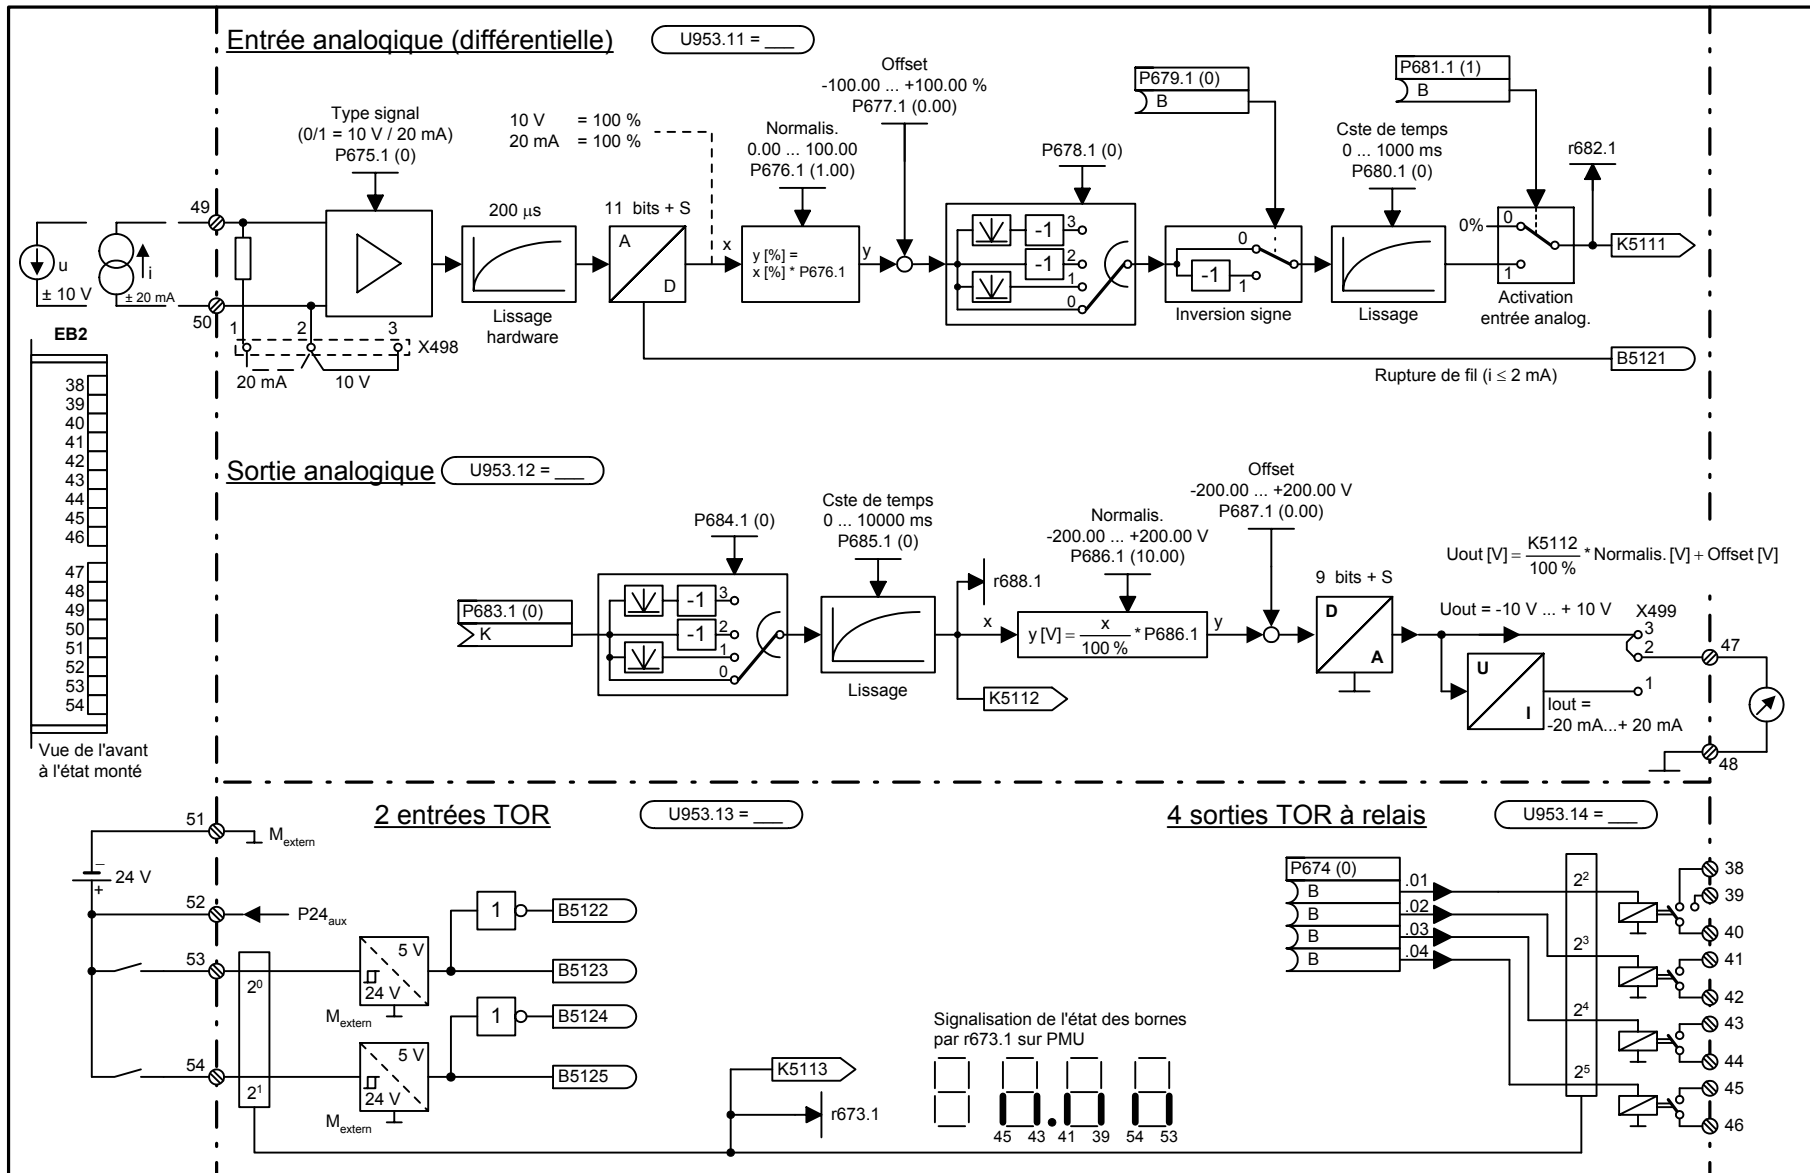 Entrée analogique (différentielle)
U953.11 = ___
Type signal
(0/1 = 10 V / 20 mA)
P675.1 (0)
10 V = 100 %
20 mA = 100 %
Normalis.
0.00 ... 100.00
P676.1 (1.00)
Offset
-100.00 ... +100.00 %
P677.1 (0.00)
P678.1 (0)
P679.1 (0)
B
Cste de temps
0 ... 1000 ms
P680.1 (0)
P681.1 (1)
B
r682.1
49
u
± 10 V
i
± 20 mA
50
200 µs
Lissage
hardware
11 bits + S
A
D
x
y [%] =
x [%] * P676.1
y
-1
3
-1
2
1
0
0
-1
1
Inversion signe
Lissage
0%
0
1
K5111
Activation
entrée analog.
1
2
3
X498
20 mA
10 V
B5121
Rupture de fil (i ≤ 2 mA)
EB2
38
39
40
41
42
43
44
45
46
47
48
49
50
51
52
53
54
Vue de l'avant
à l'état monté
Sortie analogique
U953.12 = ___
P683.1 (0)
K
P684.1 (0)
-1
3
-1
2
1
0
Cste de temps
0 ... 10000 ms
P685.1 (0)
Lissage
r688.1
x
K5112
Normalis.
-200.00 ... +200.00 V
P686.1 (10.00)
y [V] = x / 100 % * P686.1
y
Offset
-200.00 ... +200.00 V
P687.1 (0.00)
9 bits + S
D
A
Uout [V] = K5112 / 100 % * Normalis. [V] + Offset [V]
Uout = -10 V ... + 10 V
X499
3
2
1
U
I
Iout =
-20 mA...+ 20 mA
47
48
2 entrées TOR
U953.13 = ___
51
Mextern
−
24 V
+
52
P24aux
53
2⁰
5 V
24 V
Mextern
1
B5122
B5123
54
2¹
5 V
24 V
Mextern
1
B5124
B5125
K5113
r673.1
Signalisation de l'état des bornes
par r673.1 sur PMU
45 43 41 39 54 53
4 sorties TOR à relais
U953.14 = ___
P674 (0)
B .01
B .02
B .03
B .04
2²
2³
2⁴
2⁵
38
39
40
41
42
43
44
45
46